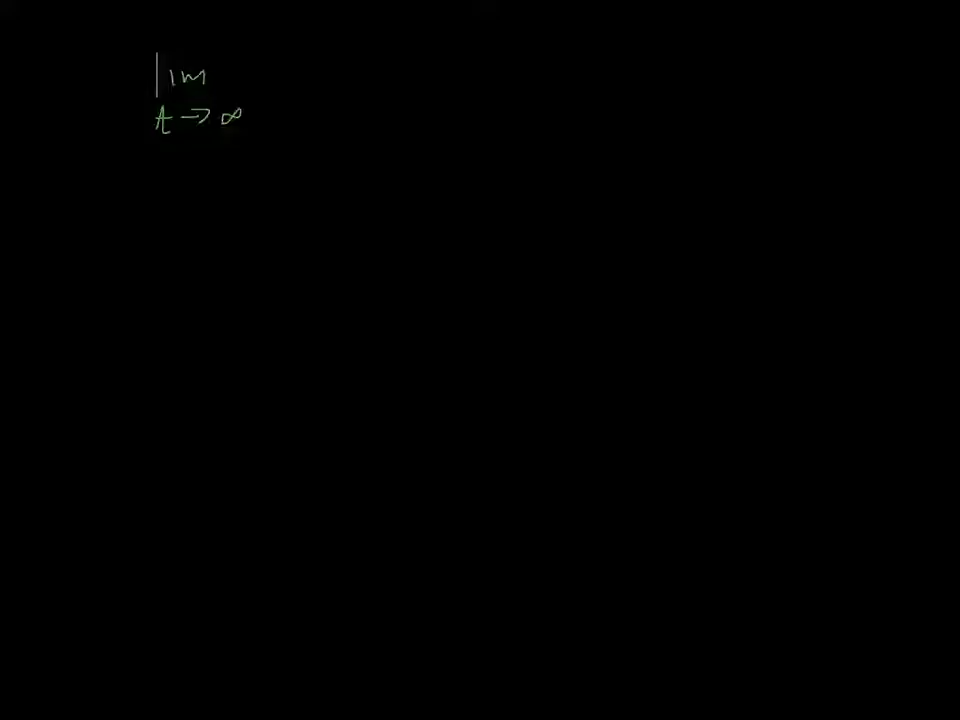 lim
t → ∞